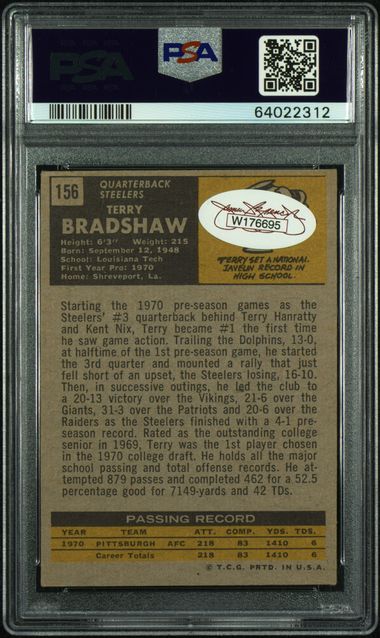 PSA
PSA
64022312
156
QUARTERBACK
STEELERS
TERRY
BRADSHAW
Height: 6'3" Weight: 215
Born: September 12, 1948
School: Louisiana Tech
First Year Pro: 1970
Home: Shreveport, La.
W176695
TERRY SET A NATIONAL
JAVELIN RECORD IN
HIGH SCHOOL.
Starting the 1970 pre-season games as the
Steelers' #3 quarterback behind Terry Hanratty
and Kent Nix, Terry became #1 the first time
he saw game action. Trailing the Dolphins, 13-0,
at halftime of the 1st pre-season game, he started
the 3rd quarter and mounted a rally that just
fell short of an upset, the Steelers losing, 16-10.
Then, in successive outings, he led the club to
a 20-13 victory over the Vikings, 21-6 over the
Giants, 31-3 over the Patriots and 20-6 over the
Raiders as the Steelers finished with a 4-1 pre-
season record. Rated as the outstanding college
senior in 1969, Terry was the 1st player chosen
in the 1970 college draft. He holds all the major
school passing and total offense records. He at-
tempted 879 passes and completed 462 for a 52.5
percentage good for 7149-yards and 42 TDs.
PASSING RECORD
YEAR TEAM ATT. COMP. YDS. TDS.
1970 PITTSBURGH AFC 218 83 1410 6
Career Totals 218 83 1410 6
© T.C.G. PRTD. IN U.S.A.